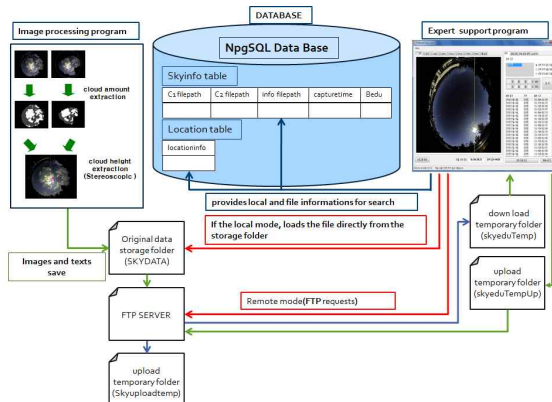 DATABASE
Image processing program
Expert support program
NpgSQL Data Base
cloud amount
extraction
cloud height
extraction
(Stereoscopic)
Skyinfo table
C1 filepath
C2 filepath
info filepath
capturetime
Bedu
Location table
locationinfo
provides local and file informations for search
If the local mode, loads the file directly from the
storage folder
Original data
storage folder
(SKYDATA)
Images and texts
save
down load
temporary folder
(skyeduTemp)
upload
temporary folder
(skyeduTempUp)
Remote mode(FTP requests)
FTP SERVER
upload
temporary folder
(Skyuploadtemp)